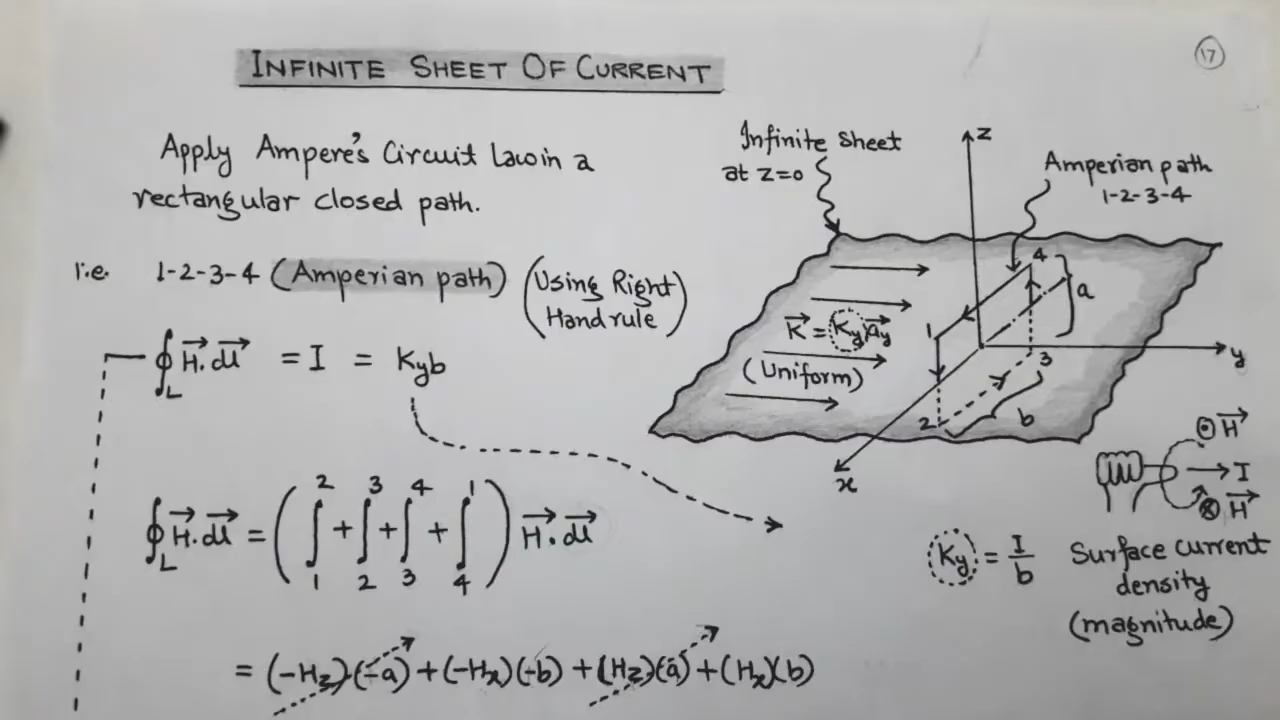 17
INFINITE SHEET OF CURRENT
Apply Ampere's Circuit Law in a
rectangular closed path.
i.e. 1-2-3-4 (Amperian path) (Using Right
Hand rule)
∮L H⃗.dl⃗ = I = Kyb
∮L H⃗.dl⃗ = (∫₁² + ∫₂³ + ∫₃⁴ + ∫₄¹) H⃗.dl⃗
= (-Hz)(-a) + (-Hx)(-b) + (Hz)(a) + (Hx)(b)
Infinite Sheet
at z=0
z
Amperian path
1-2-3-4
4
a
1
K⃗ = Ky a⃗y
(Uniform)
3
y
2
b
x
⊙ H⃗
I
⊗ H⃗
Ky = I/b Surface current
density
(magnitude)